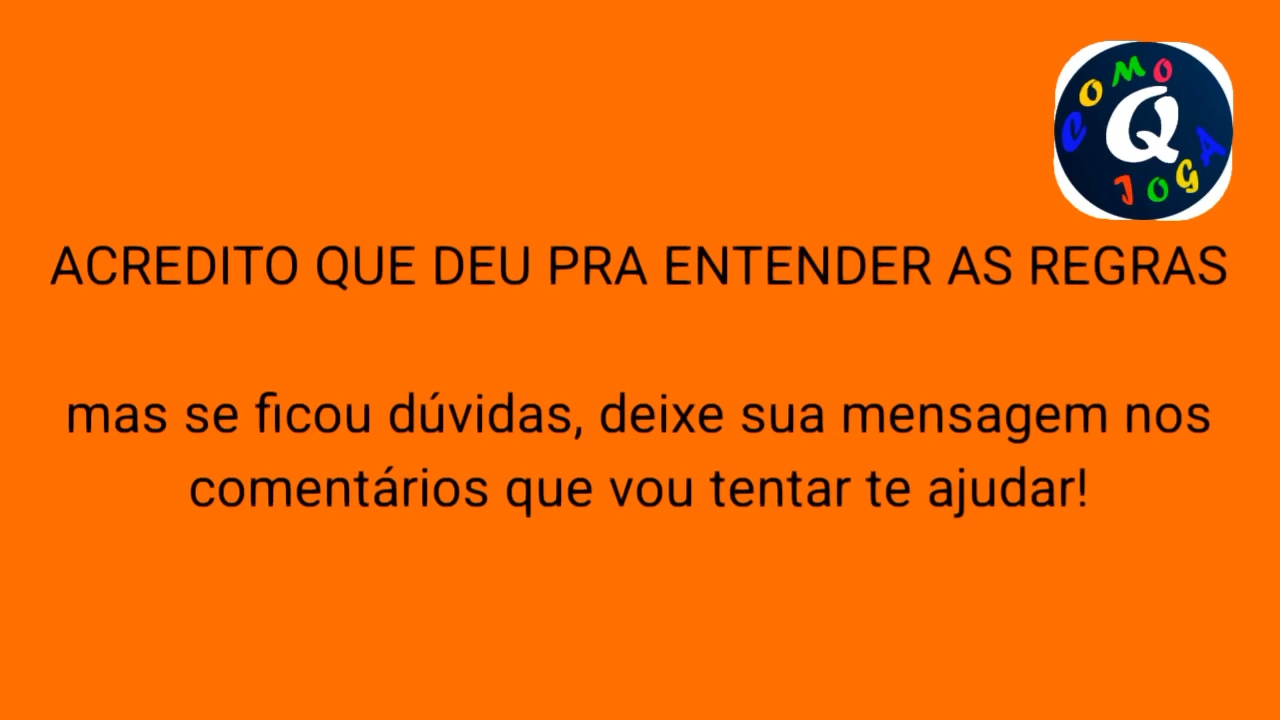 COMO
Q
JOGA
ACREDITO QUE DEU PRA ENTENDER AS REGRAS
mas se ficou dúvidas, deixe sua mensagem nos
comentários que vou tentar te ajudar!